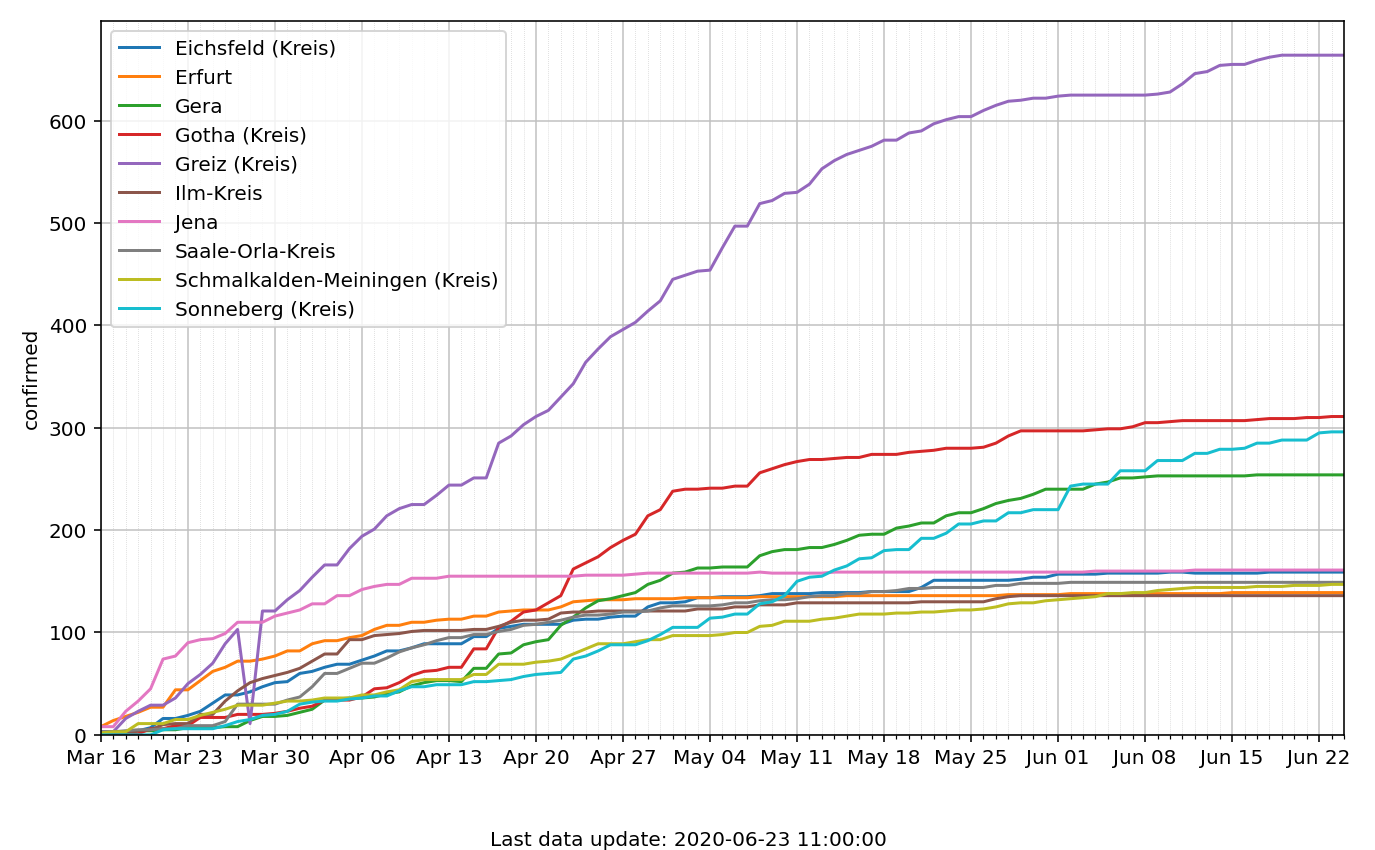 Eichsfeld (Kreis)
Erfurt
Gera
Gotha (Kreis)
Greiz (Kreis)
Ilm-Kreis
Jena
Saale-Orla-Kreis
Schmalkalden-Meiningen (Kreis)
Sonneberg (Kreis)
confirmed
600
500
400
300
200
100
0
Mar 16 Mar 23 Mar 30 Apr 06 Apr 13 Apr 20 Apr 27 May 04 May 11 May 18 May 25 Jun 01 Jun 08 Jun 15 Jun 22
Last data update: 2020-06-23 11:00:00